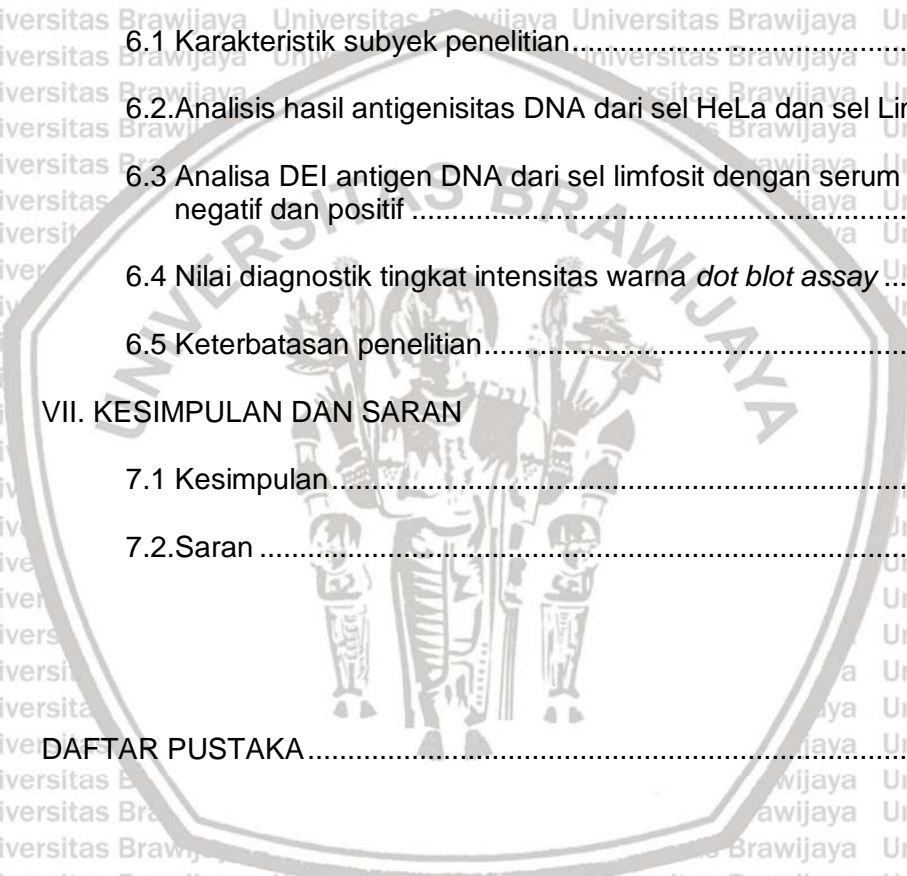 6.1 Karakteristik subyek penelitian..........................................
6.2.Analisis hasil antigenisitas DNA dari sel HeLa dan sel
6.3 Analisa DEI antigen DNA dari sel limfosit dengan serum
negatif dan positif ..............................................................
6.4 Nilai diagnostik tingkat intensitas warna dot blot assay ...
6.5 Keterbatasan penelitian.....................................................
VII. KESIMPULAN DAN SARAN
7.1 Kesimpulan........................................................................
7.2.Saran .................................................................................
DAFTAR PUSTAKA...........................................................................
UNIVERSITAS BRAWIJAYA